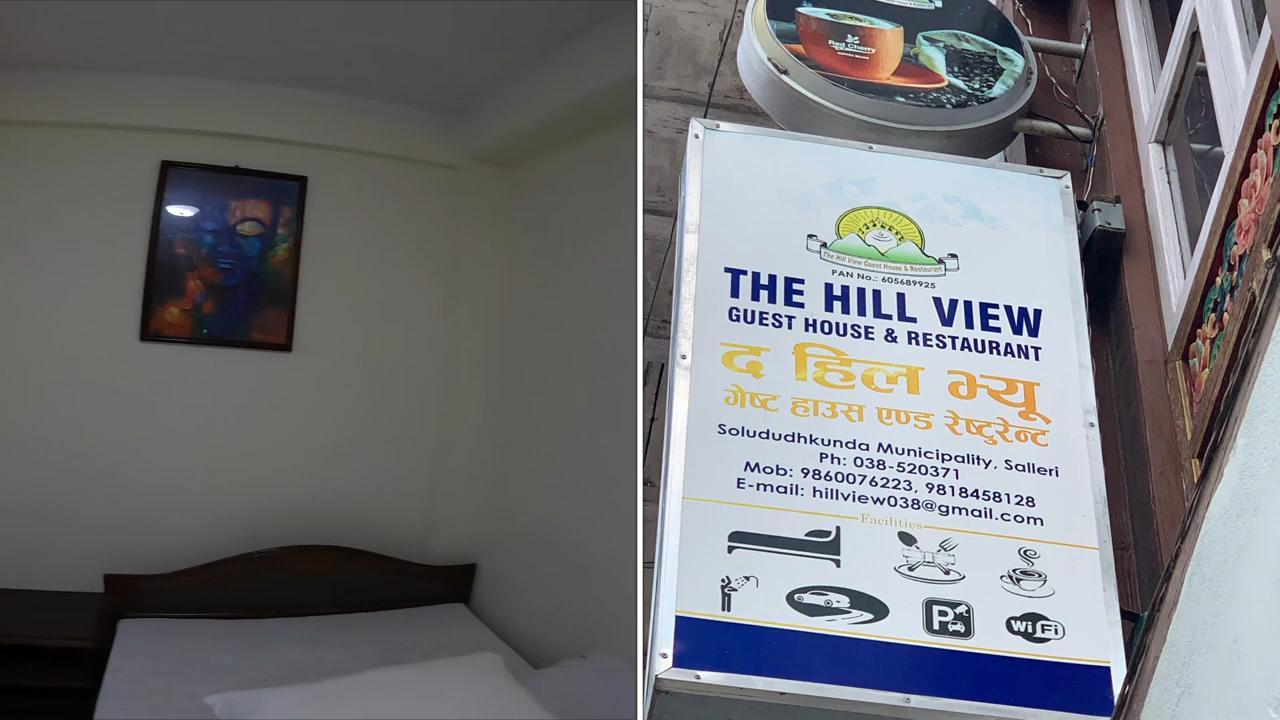 Red Cherry
The Hill View Guest House & Restaurant
PAN No.: 605689925
THE HILL VIEW
GUEST HOUSE & RESTAURANT
द हिल भ्यू
गेष्ट हाउस एण्ड रेष्टुरेन्ट
Solududhkunda Municipality, Salleri
Ph: 038-520371
Mob: 9860076223, 9818458128
E-mail: hillview038@gmail.com
Facilities
P
WiFi